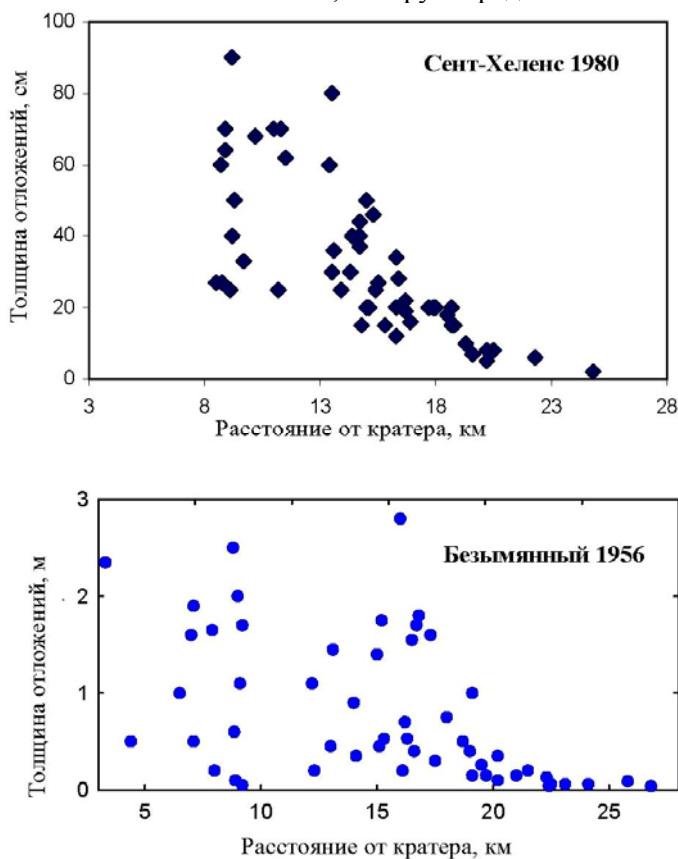 100
Сент-Хеленс 1980
80
60
40
20
0
Толщина отложений, см
3 8 13 18 23 28
Расстояние от кратера, км
3
Безымянный 1956
2
1
0
Толщина отложений, м
5 10 15 20 25
Расстояние от кратера, км